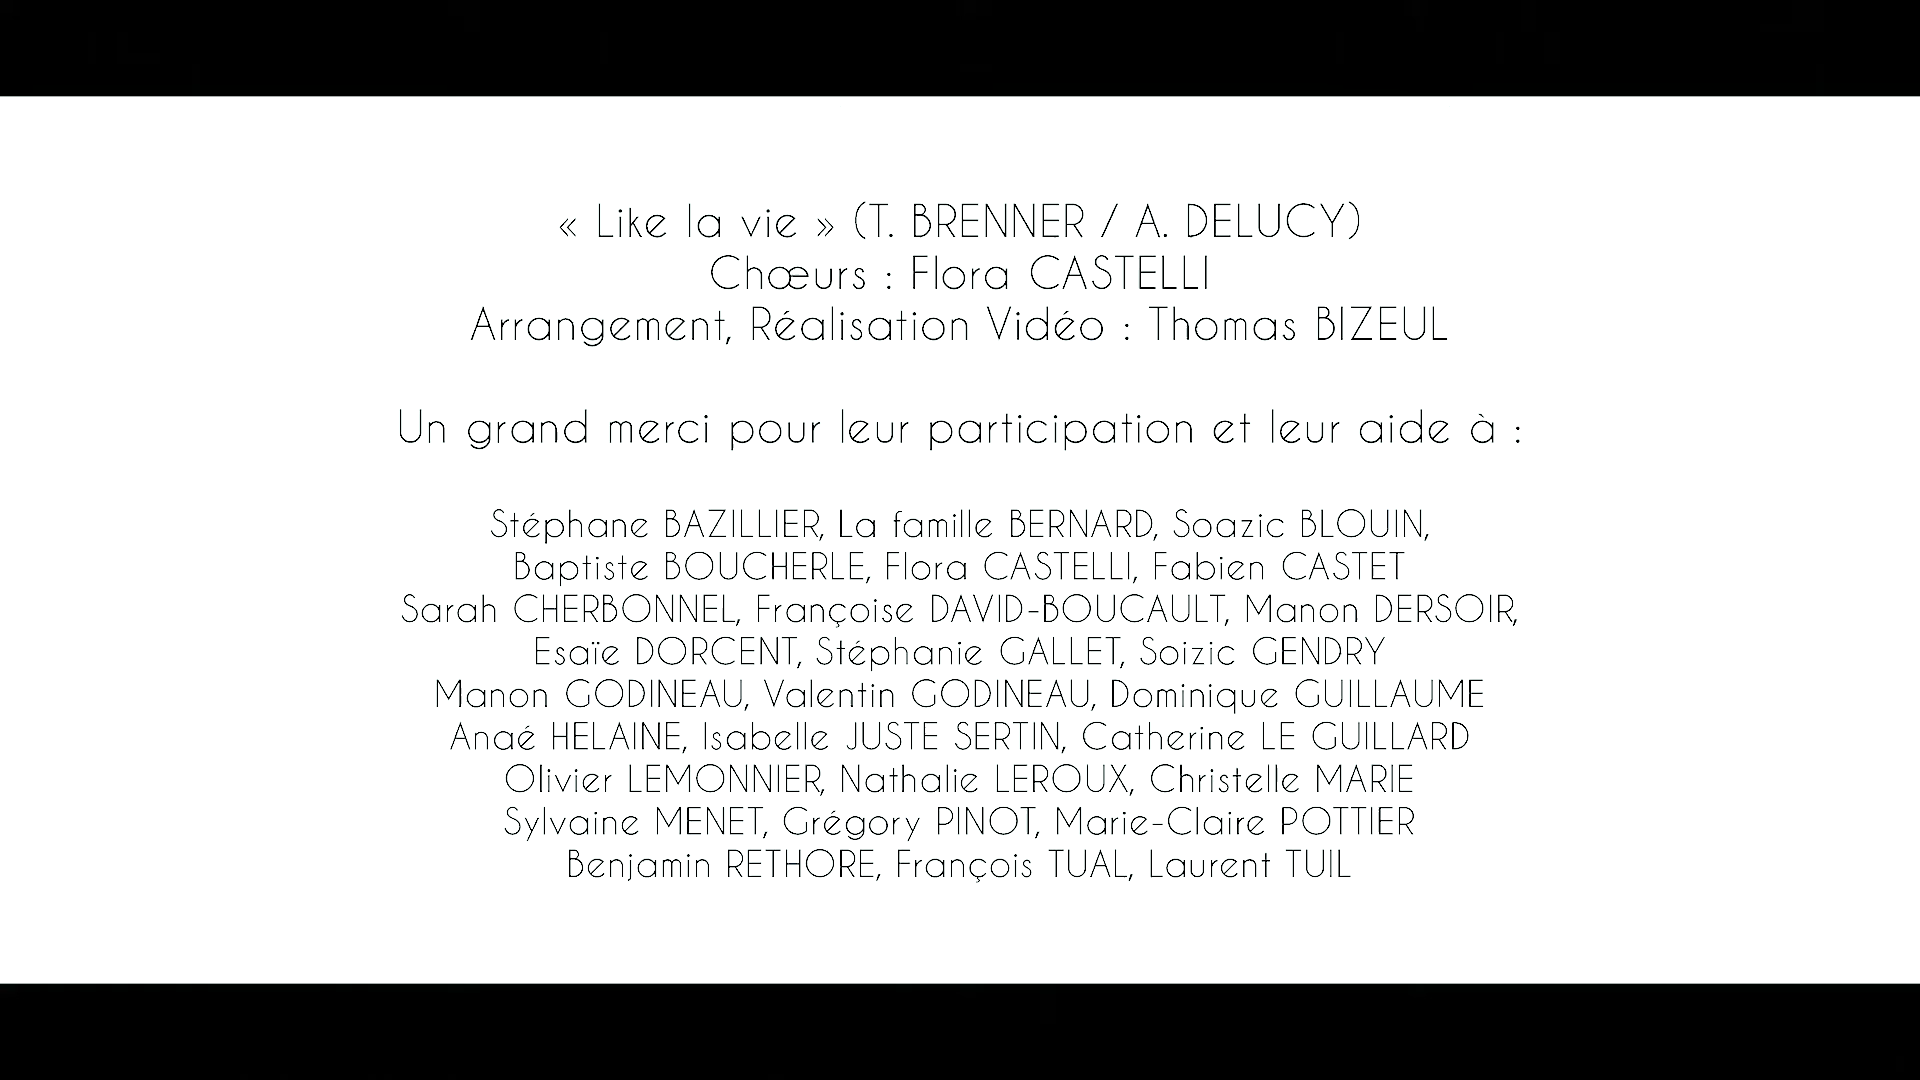 « Like la vie » (T. BRENNER / A. DELUCY)
Chœurs : Flora CASTELLI
Arrangement, Réalisation Vidéo : Thomas BIZEUL
Un grand merci pour leur participation et leur aide à :
Stéphane BAZILLIER, La famille BERNARD, Soazic BLOUIN,
Baptiste BOUCHERLE, Flora CASTELLI, Fabien CASTET
Sarah CHERBONNEL, Françoise DAVID-BOUCAULT, Manon DERSOIR,
Esaïe DORCENT, Stéphanie GALLET, Soizic GENDRY
Manon GODINEAU, Valentin GODINEAU, Dominique GUILLAUME
Anaé HELAINE, Isabelle JUSTE SERTIN, Catherine LE GUILLARD
Olivier LEMONNIER, Nathalie LEROUX, Christelle MARIE
Sylvaine MENET, Grégory PINOT, Marie-Claire POTTIER
Benjamin RETHORE, François TUAL, Laurent TUIL